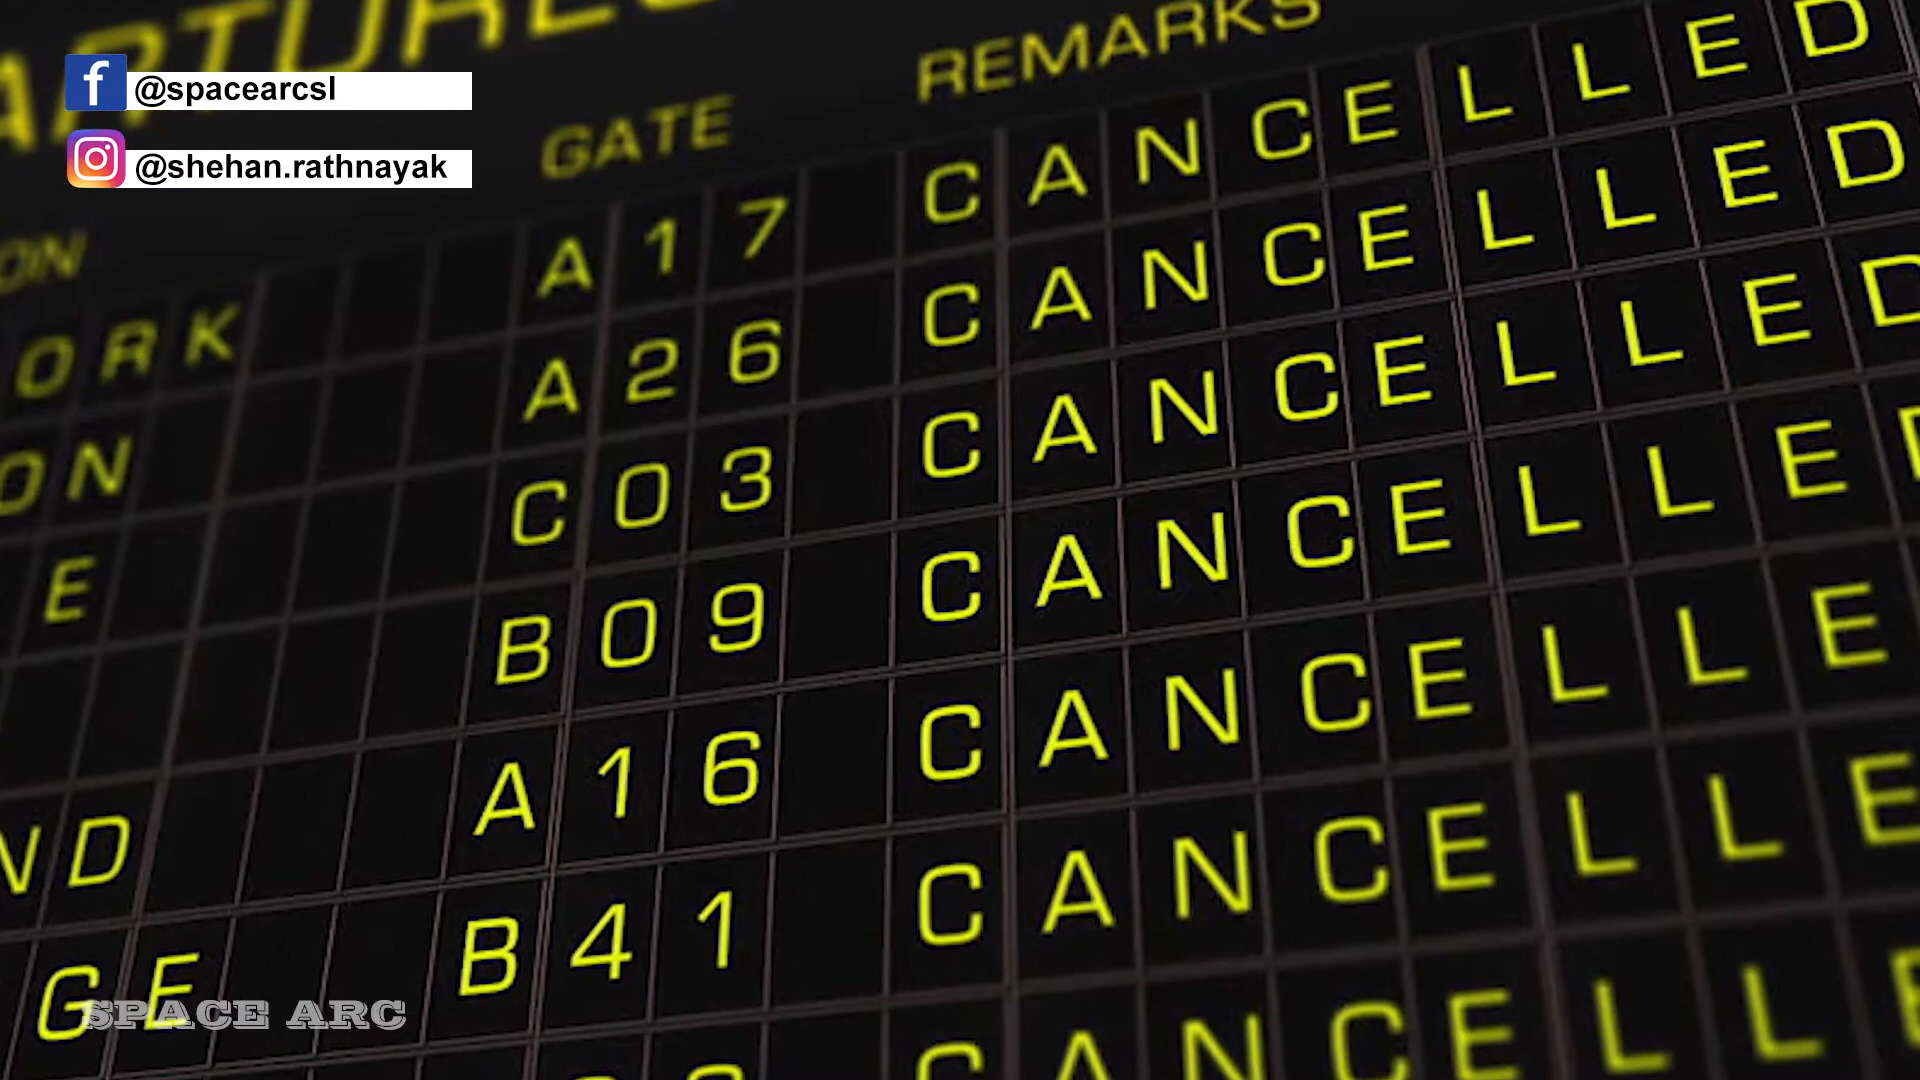 @spacearcsl
@shehan.rathnayak
GATE REMARKS
A17 CANCELLED
A26 CANCELLED
C03 CANCELLED
B09 CANCELLED
A16 CANCELLED
B41 CANCELLED
CANCELLE
SPACE ARC